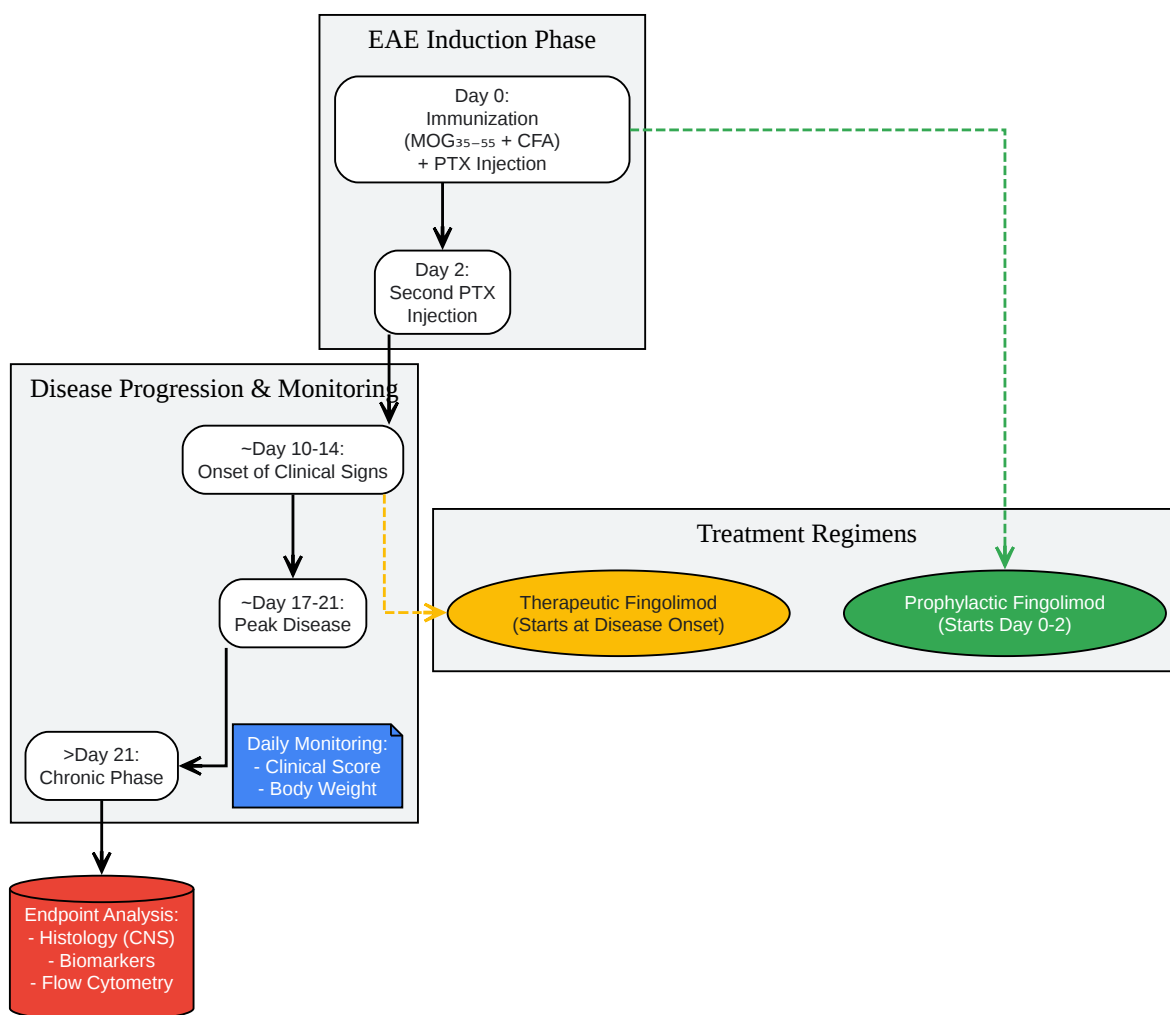 EAE Induction Phase
Day 0:
Immunization
(MOG₃₅₋₅₅ + CFA)
+ PTX Injection
Day 2:
Second PTX
Injection
Disease Progression & Monitoring
~Day 10-14:
Onset of Clinical Signs
~Day 17-21:
Peak Disease
>Day 21:
Chronic Phase
Daily Monitoring:
- Clinical Score
- Body Weight
Treatment Regimens
Therapeutic Fingolimod
(Starts at Disease Onset)
Prophylactic Fingolimod
(Starts Day 0-2)
Endpoint Analysis:
- Histology (CNS)
- Biomarkers
- Flow Cytometry